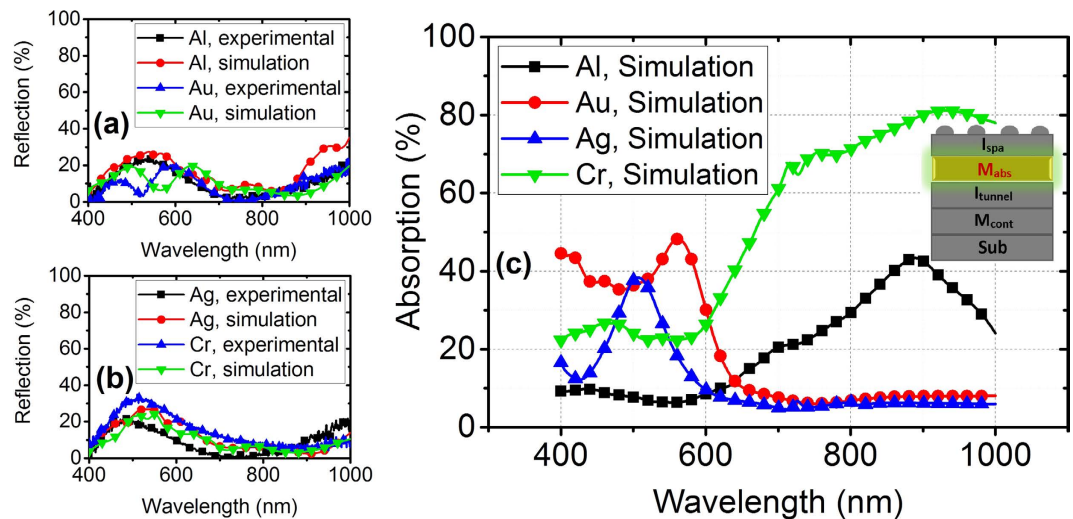 100
80
60
40
20
0
400
600
800
1000
Reflection (%)
Wavelength (nm)
(a)
Al, experimental
Al, simulation
Au, experimental
Au, simulation
100
80
60
40
20
0
400
600
800
1000
Reflection (%)
Wavelength (nm)
(b)
Ag, experimental
Ag, simulation
Cr, experimental
Cr, simulation
100
80
60
40
20
0
400
600
800
1000
Absorption (%)
Wavelength (nm)
(c)
Al, Simulation
Au, Simulation
Ag, Simulation
Cr, Simulation
Ispa
Mabs
Itunnel
Mcont
Sub